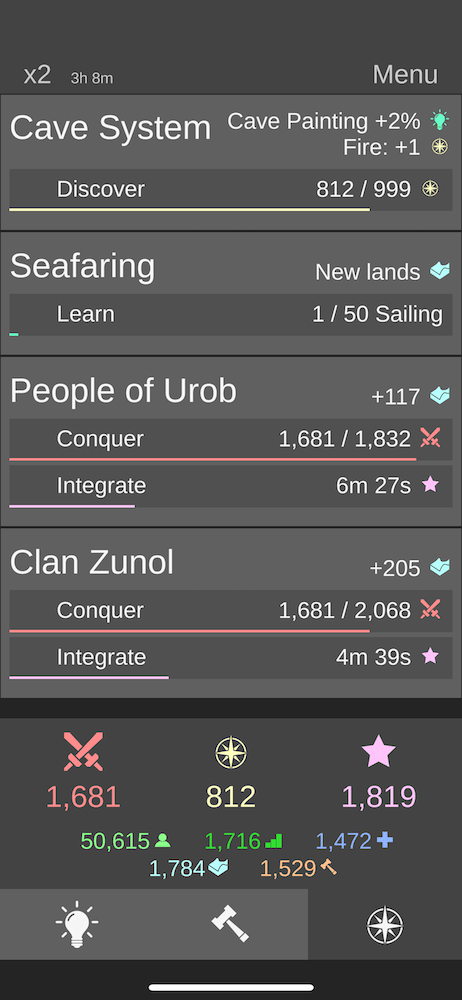 x2 3h 8m Menu
Cave System Cave Painting +2%
Fire: +1
Discover 812 / 999
Seafaring New lands
Learn 1 / 50 Sailing
People of Urob +117
Conquer 1,681 / 1,832
Integrate 6m 27s
Clan Zunol +205
Conquer 1,681 / 2,068
Integrate 4m 39s
1,681 812 1,819
50,615 1,716 1,472
1,784 1,529